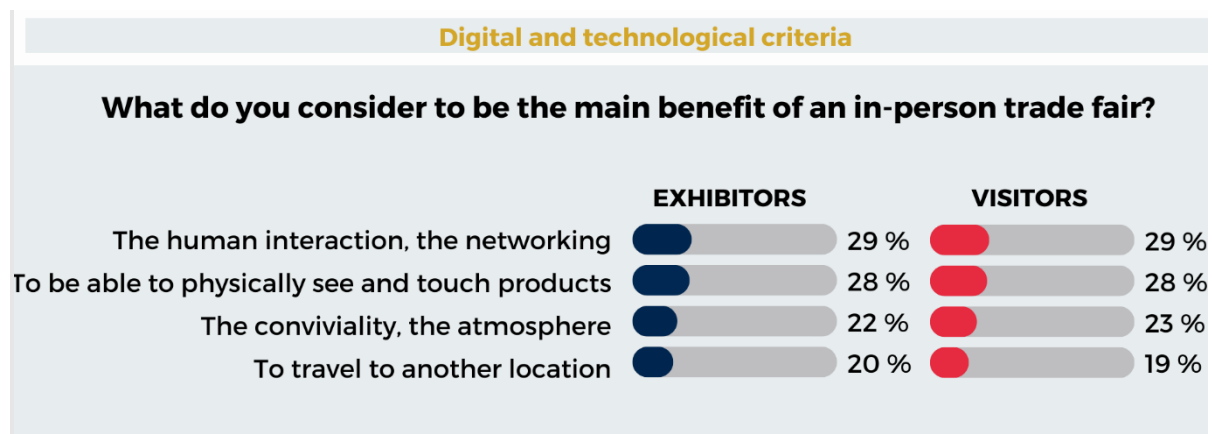 Digital and technological criteria
What do you consider to be the main benefit of an in-person trade fair?
EXHIBITORS VISITORS
The human interaction, the networking 29 % 29 %
To be able to physically see and touch products 28 % 28 %
The conviviality, the atmosphere 22 % 23 %
To travel to another location 20 % 19 %